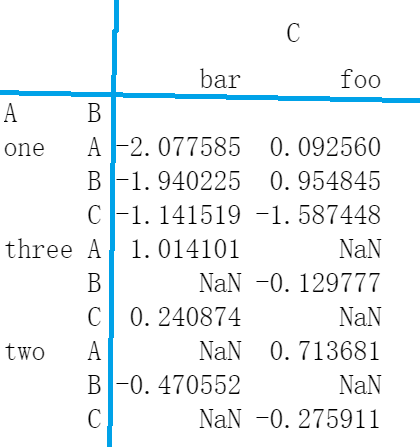 C
bar foo
A B
one A -2.077585 0.092560
B -1.940225 0.954845
C -1.141519 -1.587448
three A 1.014101 NaN
B NaN -0.129777
C 0.240874 NaN
two A NaN 0.713681
B -0.470552 NaN
C NaN -0.275911